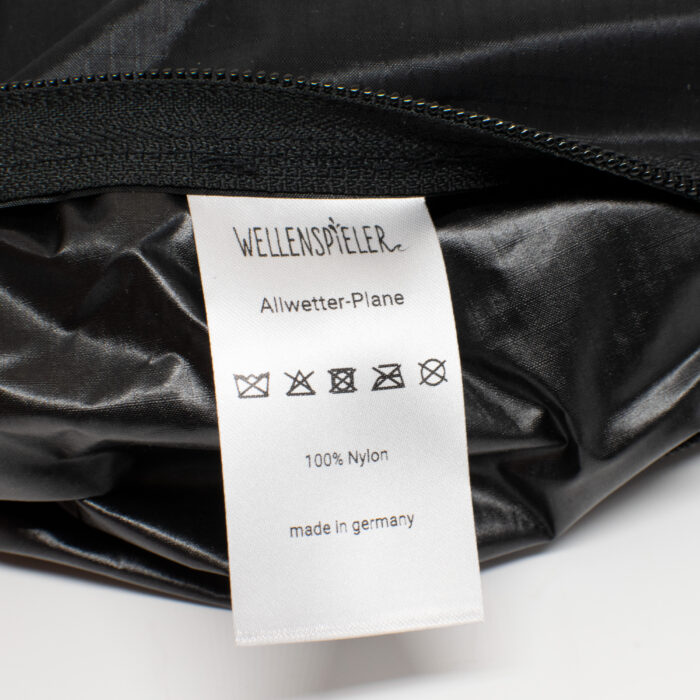 WELLENSPIELER
Allwetter-Plane
100% Nylon
made in germany